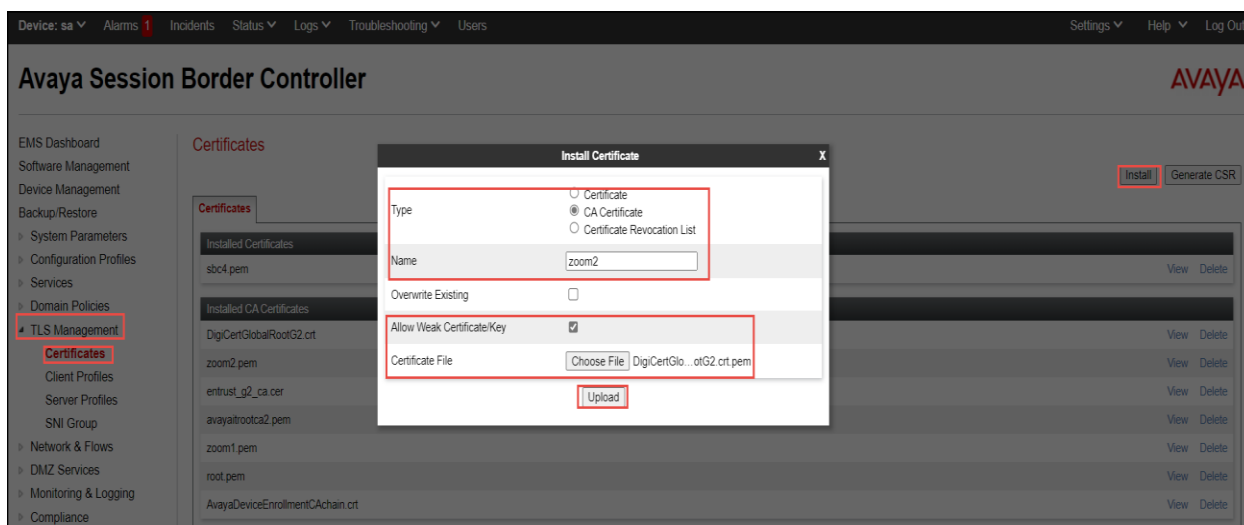 Device: sa Alarms 1 Incidents Status Logs Troubleshooting Users Settings Help Log Out
Avaya Session Border Controller
AVAYA
EMS Dashboard
Software Management
Device Management
Backup/Restore
System Parameters
Configuration Profiles
Services
Domain Policies
TLS Management
Certificates
Client Profiles
Server Profiles
SNI Group
Network & Flows
DMZ Services
Monitoring & Logging
Compliance
Certificates
Install Generate CSR
Certificates
Installed Certificates
sbc4.pem View Delete
Installed CA Certificates
DigiCertGlobalRootG2.crt View Delete
zoom2.pem View Delete
entrust_g2_ca.cer View Delete
avayaitrootca2.pem View Delete
zoom1.pem View Delete
root.pem View Delete
AvayaDeviceEnrollmentCAchain.crt View Delete
Install Certificate X
Type
Certificate
CA Certificate
Certificate Revocation List
Name zoom2
Overwrite Existing
Allow Weak Certificate/Key
Certificate File Choose File DigiCertGlo...otG2.crt.pem
Upload